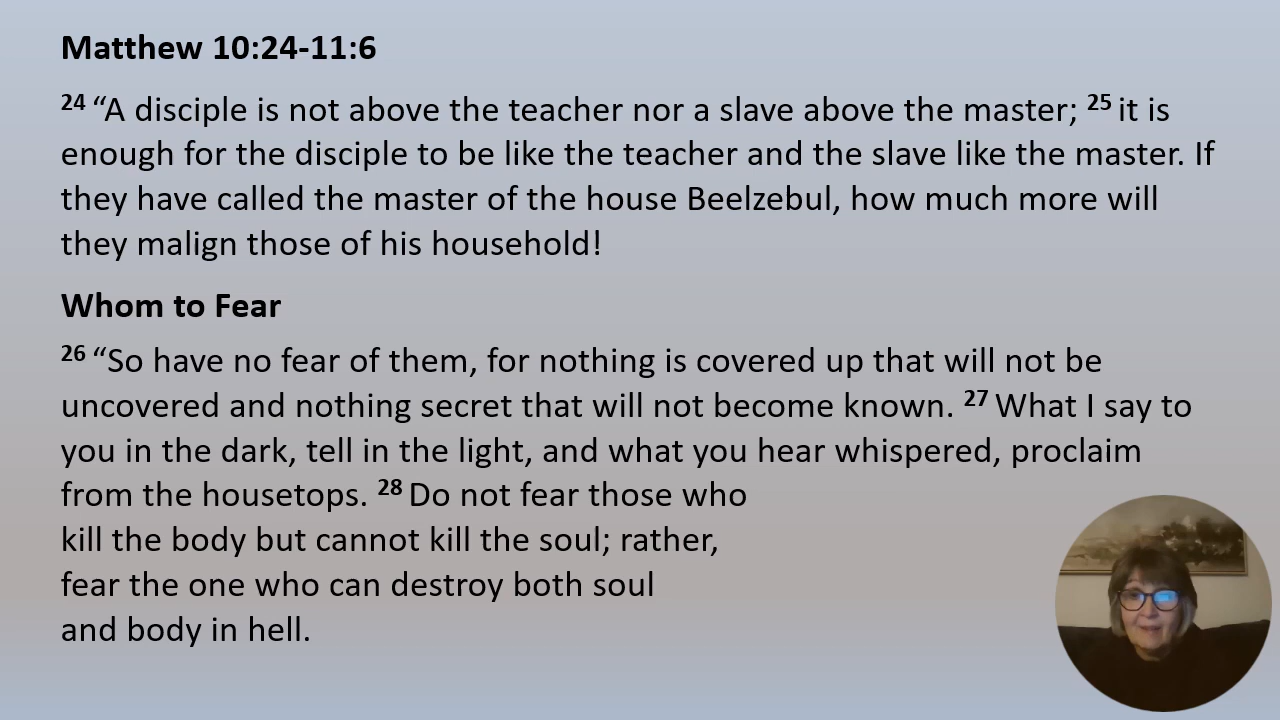 Matthew 10:24-11:6
24 “A disciple is not above the teacher nor a slave above the master; 25 it is
enough for the disciple to be like the teacher and the slave like the master. If
they have called the master of the house Beelzebul, how much more will
they malign those of his household!
Whom to Fear
26 “So have no fear of them, for nothing is covered up that will not be
uncovered and nothing secret that will not become known. 27 What I say to
you in the dark, tell in the light, and what you hear whispered, proclaim
from the housetops. 28 Do not fear those who
kill the body but cannot kill the soul; rather,
fear the one who can destroy both soul
and body in hell.